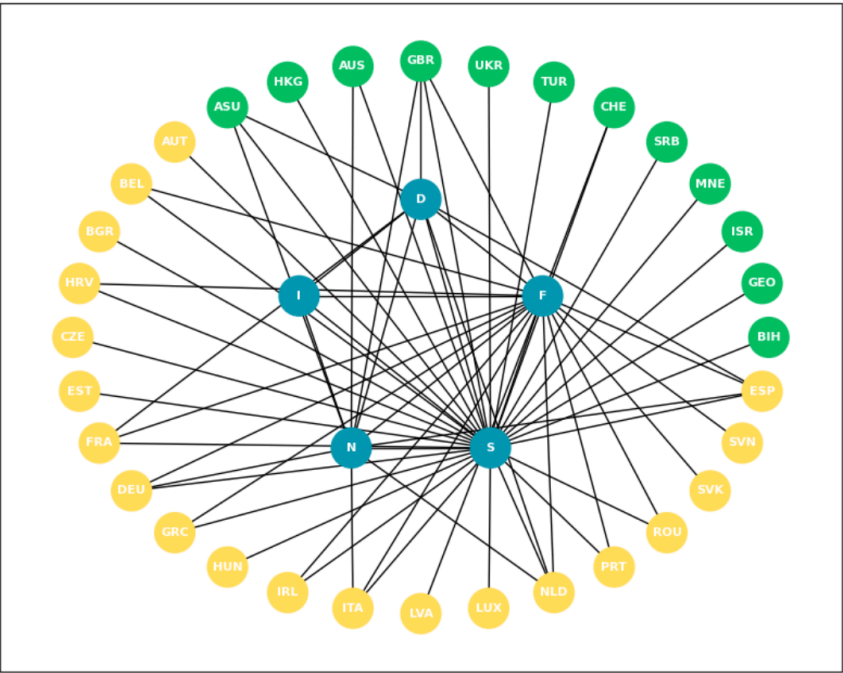 GBR
AUS
UKR
HKG
TUR
ASU
CHE
AUT
SRB
BEL
MNE
D
BGR
ISR
HRV
GEO
I
F
CZE
BIH
EST
ESP
FRA
SVN
N
S
DEU
SVK
GRC
ROU
HUN
PRT
IRL
NLD
ITA
LUX
LVA